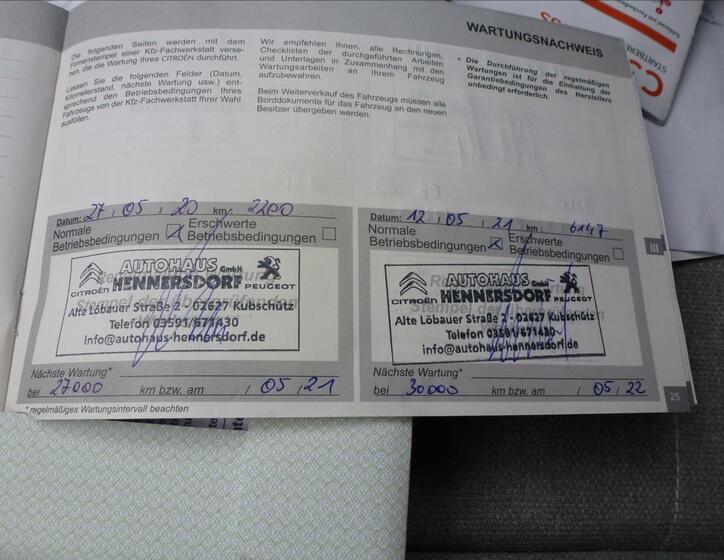 WARTUNGSNACHWEIS
Die folgenden Seiten werden mit dem
Firmenstempel einer Kfz-Fachwerkstatt verse-
hen, die die Wartung Ihres CITROËN durchführt.
Lassen Sie die folgenden Felder (Datum,
Kilometerstand, nächste Wartung usw.) ent-
sprechend den Betriebsbedingungen Ihres
Fahrzeugs von der Kfz-Fachwerkstatt Ihrer Wahl
ausfüllen.
Wir empfehlen Ihnen, alle Rechnungen,
Checklisten der durchgeführten Arbeiten
und Unterlagen in Zusammenhang mit den
Wartungsarbeiten an Ihrem Fahrzeug
aufzubewahren.
Beim Weiterverkauf des Fahrzeugs müssen alle
Borddokumente für das Fahrzeug an den neuen
Besitzer übergeben werden.
* Die Durchführung der regelmäßigen
Wartungen ist für die Einhaltung der
Garantiebedingungen des Herstellers
unbedingt erforderlich.
Datum: 27 / 05 / 20 km: 2200
Normale Betriebsbedingungen X
Erschwerte Betriebsbedingungen
AUTOHAUS GmbH
CITROËN HENNERSDORF PEUGEOT
Alte Löbauer Straße 2 - 02627 Kubschütz
Telefon 03591/671430
info@autohaus-hennersdorf.de
Nächste Wartung*
bei 27000 km bzw. am / 05 / 21
Datum: 12 / 05 / 21 km: 6147
Normale Betriebsbedingungen X
Erschwerte Betriebsbedingungen
AUTOHAUS GmbH
CITROËN HENNERSDORF PEUGEOT
Alte Löbauer Straße 2 - 02627 Kubschütz
Telefon 03591/671430
info@autohaus-hennersdorf.de
Nächste Wartung*
bei 30000 km bzw. am / 05 / 22
* regelmäßiges Wartungsintervall beachten
III
25